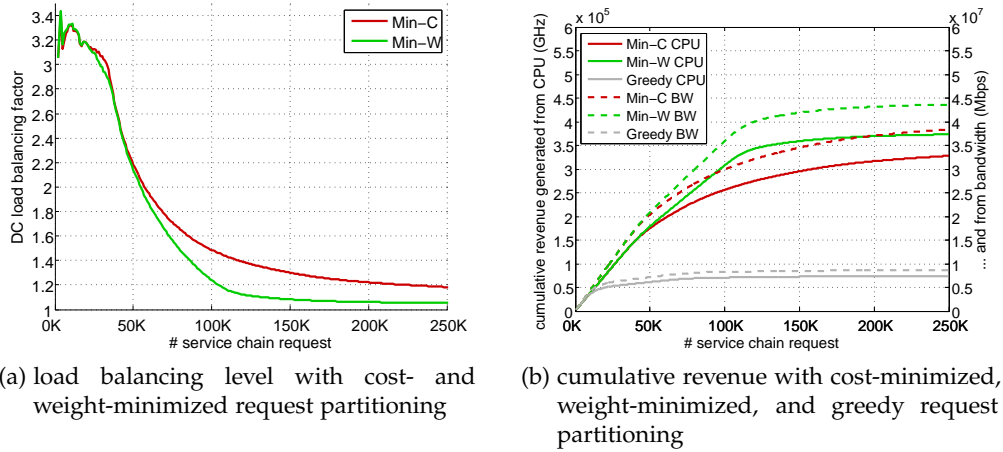 3.4
3.2
3
2.8
2.6
2.4
2.2
2
1.8
1.6
1.4
1.2
1
DC load balancing factor
Min−C
Min−W
0K 50K 100K 150K 200K 250K
# service chain request
(a) load balancing level with cost- and
weight-minimized request partitioning
x 10^5
6
5.5
5
4.5
4
3.5
3
2.5
2
1.5
1
0.5
0
cumulative revenue generated from CPU (GHz)
Min−C CPU
Min−W CPU
Greedy CPU
Min−C BW
Min−W BW
Greedy BW
x 10^7
6
5.5
5
4.5
4
3.5
3
2.5
2
1.5
1
0.5
0
... and from bandwidth (Mbps)
0K 50K 100K 150K 200K 250K
# service chain request
(b) cumulative revenue with cost-minimized,
weight-minimized, and greedy request
partitioning